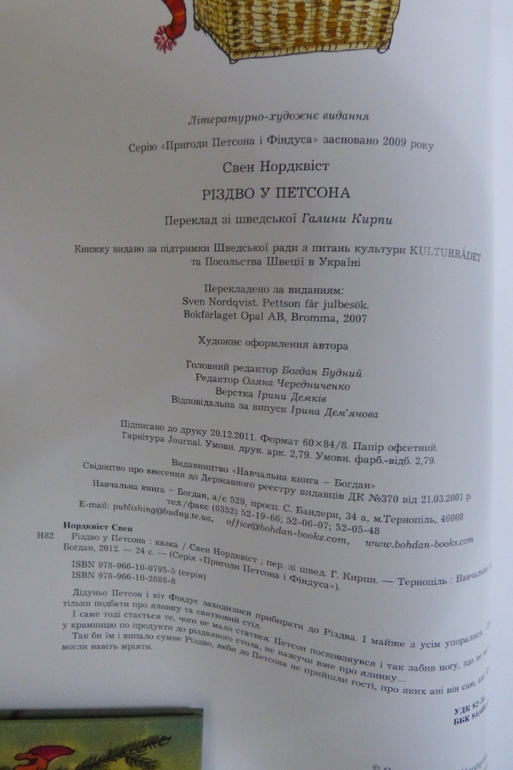 Літературно-художнє видання
Серію «Пригоди Петсона і Фіндуса» засновано 2009 року
Свен Нордквіст
РІЗДВО У ПЕТСОНА
Переклад зі шведської Галини Кирпи
Книжку видано за підтримки Шведської ради з питань культури KULTURRÅDET
та Посольства Швеції в Україні
Перекладено за виданням:
Sven Nordqvist. Pettson får julbesök.
Bokförlaget Opal AB, Bromma, 2007
Художнє оформлення автора
Головний редактор Богдан Будний
Редактор Оляна Чередниченко
Верстка Ірини Демків
Відповідальна за випуск Ірина Дем'янова
Підписано до друку 20.12.2011. Формат 60×84/8. Папір офсетний.
Гарнітура Journal. Умовн. друк. арк. 2,79. Умовн. фарб.-відб. 2,79.
Видавництво «Навчальна книга – Богдан»
Свідоцтво про внесення до Державного реєстру видавців ДК №370 від 21.03.2001 р.
Навчальна книга – Богдан, а/с 529, просп. С. Бандери, 34 а, м.Тернопіль, 46008
тел./факс (0352) 52-19-66; 52-06-07; 52-05-48
E-mail: publishing@budny.te.ua, office@bohdan-books.com, www.bohdan-books.com
Нордквіст Свен
Н82 Різдво у Петсона : казка / Свен Нордквіст ; пер. зі швед. Г. Кирпи. — Тернопіль : Навчальна
Богдан, 2012. — 24 с. — (Серія «Пригоди Петсона і Фіндуса»).
ISBN 978-966-10-0795-5 (серія)
ISBN 978-966-10-2688-8
Дідуньо Петсон і кіт Фіндус заходилися прибирати до Різдва. І майже з усім упоралися.
тільки подбати про ялинку та святковий стіл.
І саме тоді стається те, чого не мало статися. Петсон посковзнувся і так забив ногу, що не
у крамницю по продукти до різдвяного стола, не кажучи вже про ялинку...
Так би їм і випало сумне Різдво, якби до Петсона не прийшли гості, про яких ані він сам,
могли навіть мріяти.
УДК
ББК